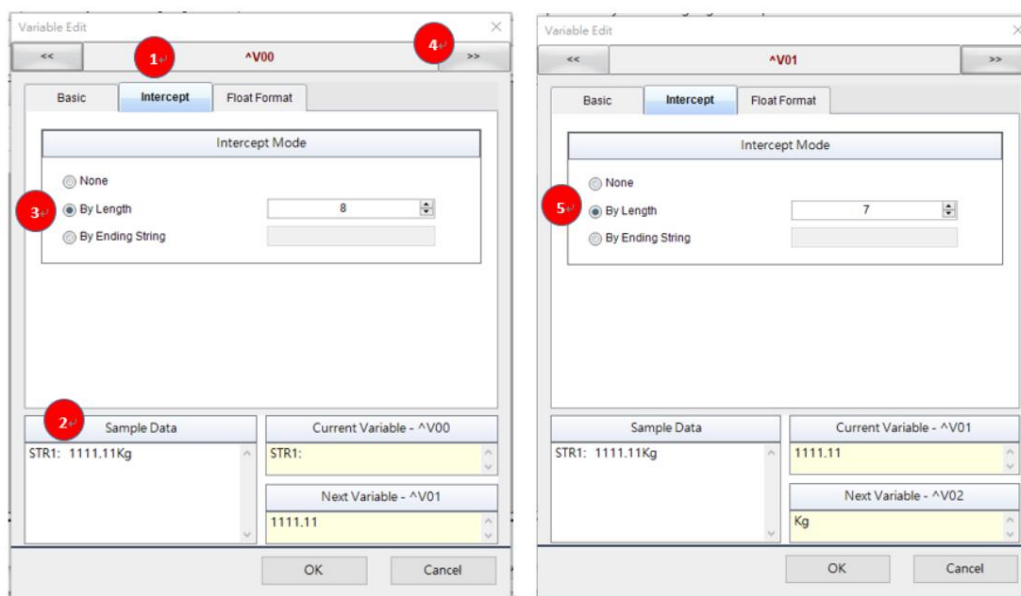 Variable Edit
<< ^V00 >>
1
4
Basic Intercept Float Format
Intercept Mode
None
3
By Length 8
By Ending String
2
Sample Data
STR1: 1111.11Kg
Current Variable - ^V00
STR1:
Next Variable - ^V01
1111.11
OK Cancel
Variable Edit
<< ^V01 >>
Basic Intercept Float Format
Intercept Mode
None
5
By Length 7
By Ending String
Sample Data
STR1: 1111.11Kg
Current Variable - ^V01
1111.11
Next Variable - ^V02
Kg
OK Cancel